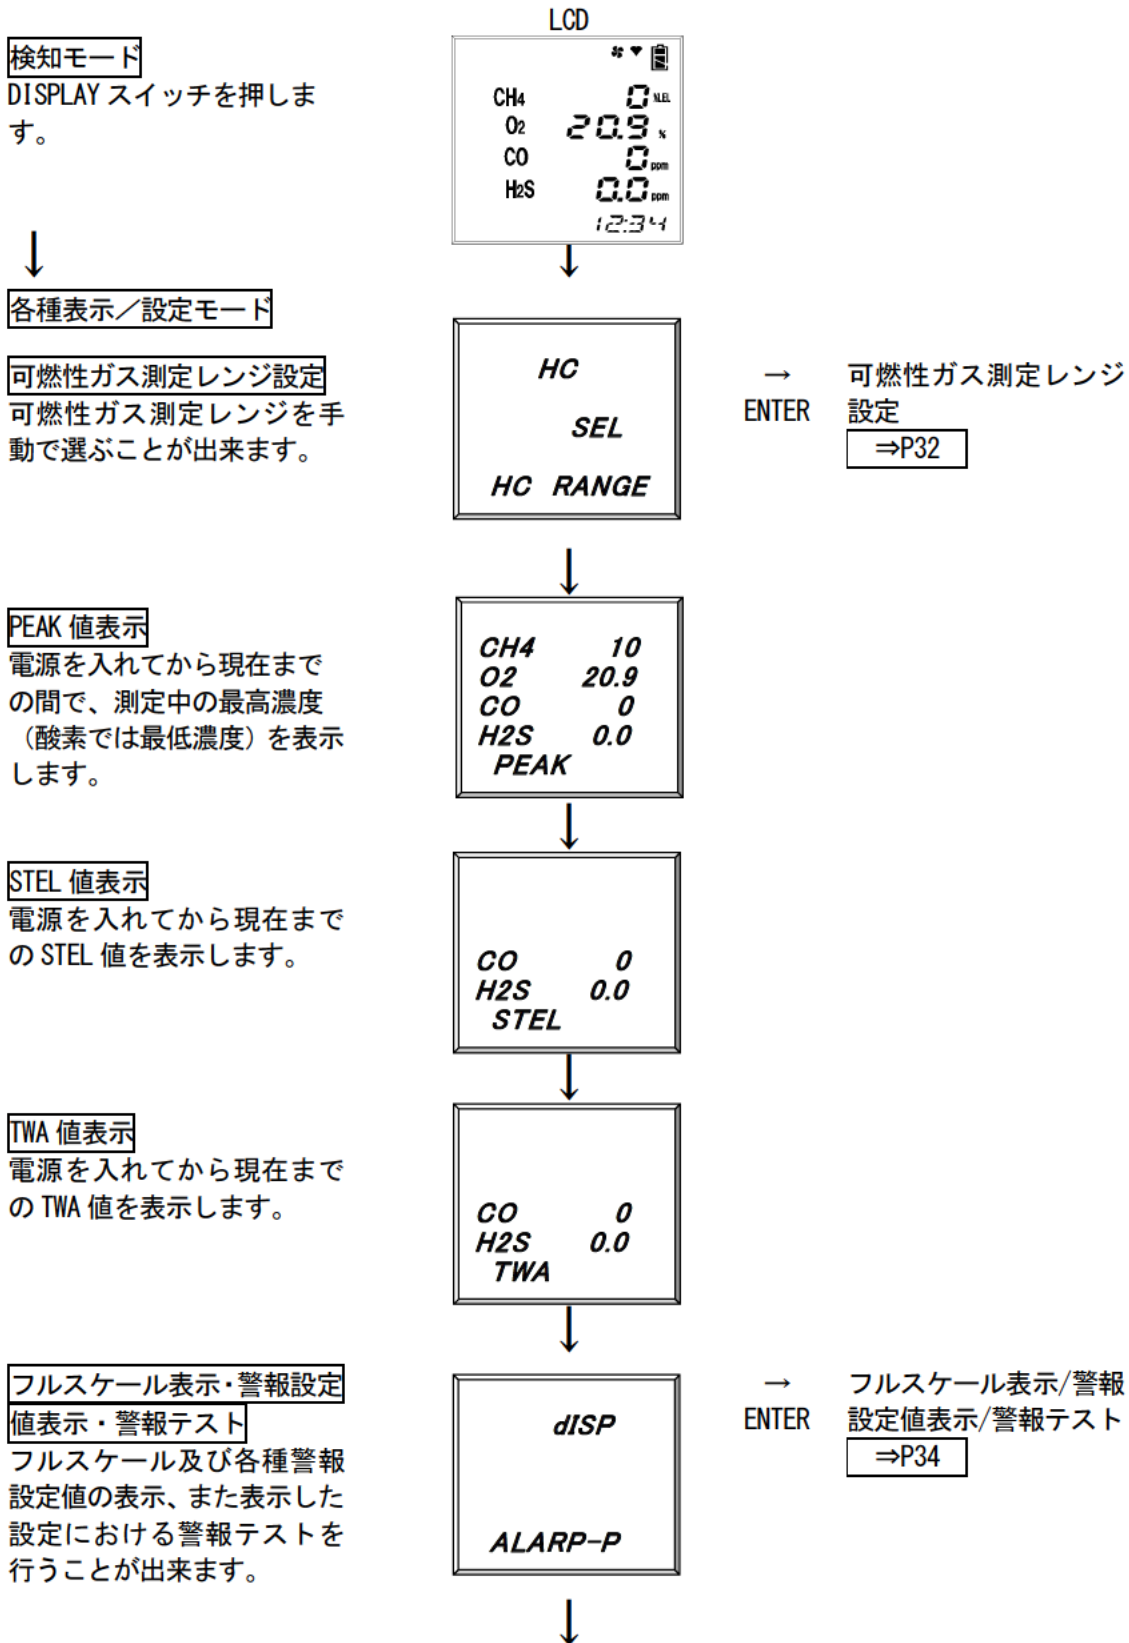 LCD
検知モード
DISPLAY スイッチを押しま
す。
CH4 0 %LEL
O2 20.9 %
CO 0 ppm
H2S 0.0 ppm
12:34
↓
↓
各種表示／設定モード
可燃性ガス測定レンジ設定
可燃性ガス測定レンジを手
動で選ぶことが出来ます。
HC
SEL
HC RANGE
→
ENTER
可燃性ガス測定レンジ
設定
⇒P32
↓
PEAK 値表示
電源を入れてから現在まで
の間で、測定中の最高濃度
（酸素では最低濃度）を表示
します。
CH4 10
O2 20.9
CO 0
H2S 0.0
PEAK
↓
STEL 値表示
電源を入れてから現在まで
の STEL 値を表示します。
CO 0
H2S 0.0
STEL
↓
TWA 値表示
電源を入れてから現在まで
の TWA 値を表示します。
CO 0
H2S 0.0
TWA
↓
フルスケール表示・警報設定
値表示・警報テスト
フルスケール及び各種警報
設定値の表示、また表示した
設定における警報テストを
行うことが出来ます。
dISP
ALARP-P
→
ENTER
フルスケール表示/警報
設定値表示/警報テスト
⇒P34
↓